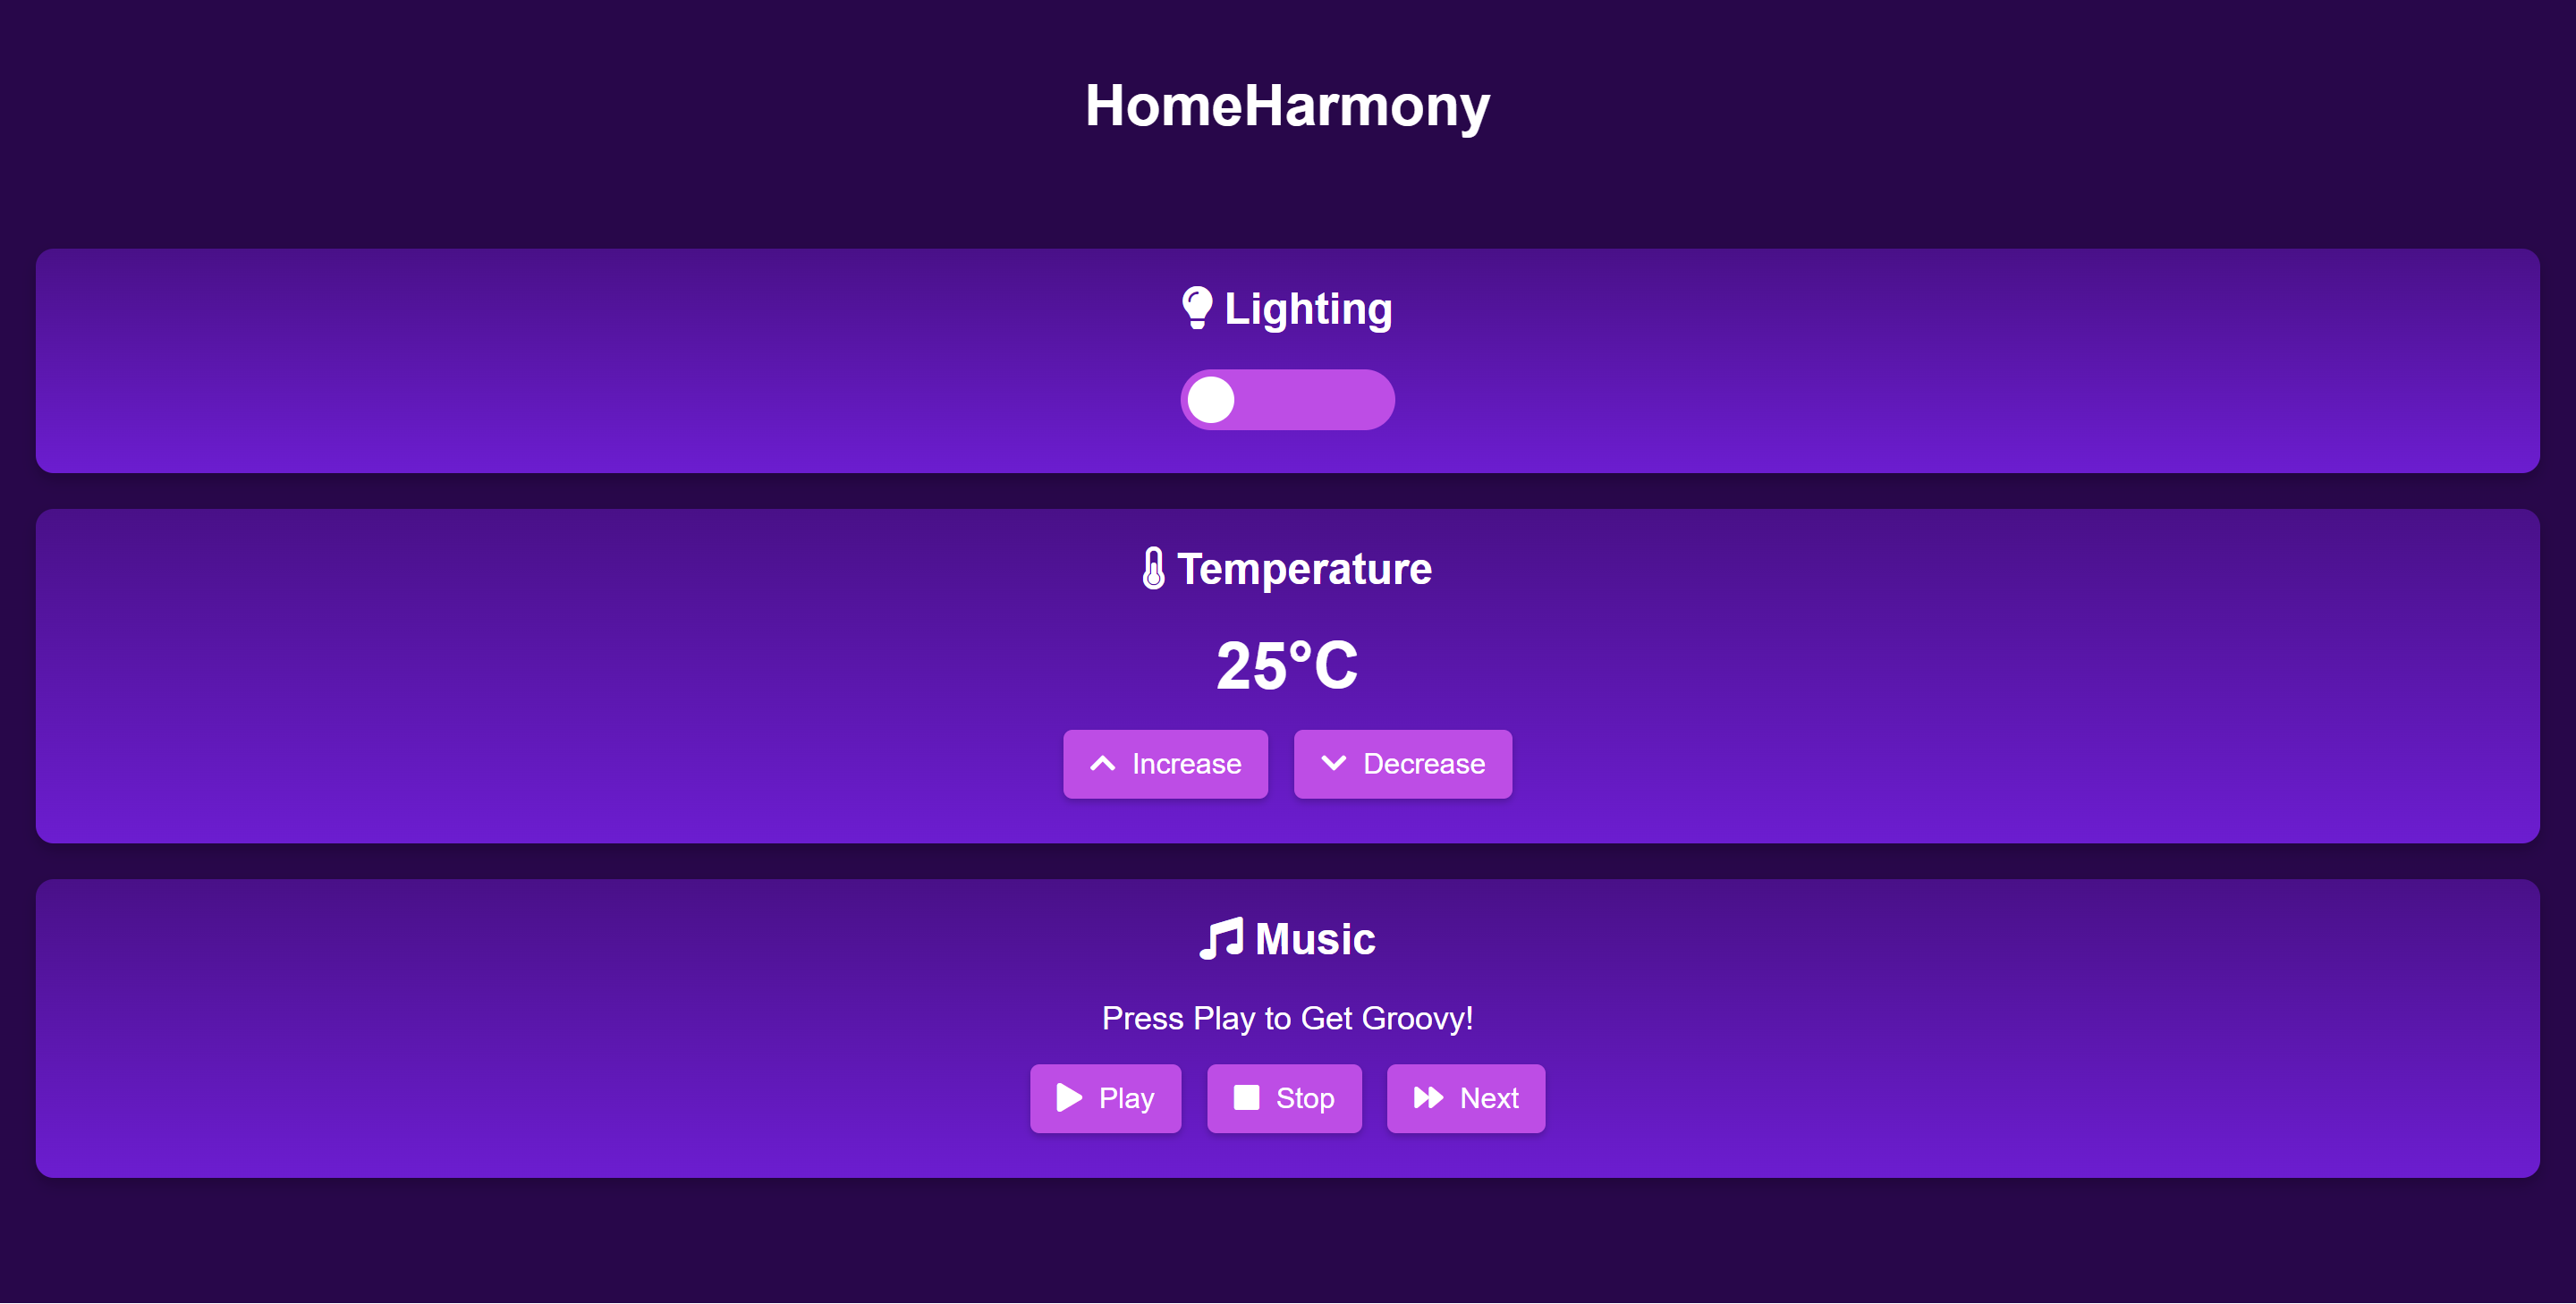 HomeHarmony
Lighting
Temperature
25°C
Increase Decrease
Music
Press Play to Get Groovy!
Play Stop Next